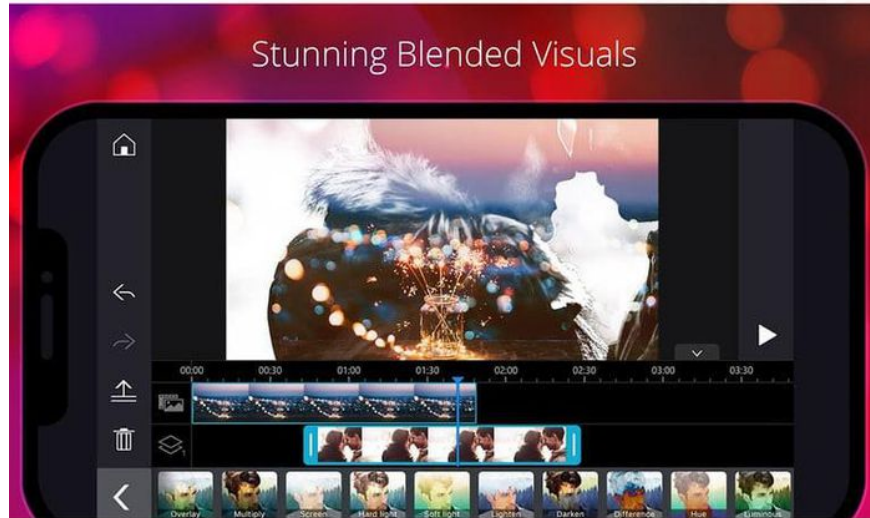 Stunning Blended Visuals
00:00 00:30 01:00 01:30 02:00 02:30 03:00 03:30
Overlay Multiply Screen Hard light Soft light Lighten Darken Difference Hue Luminous